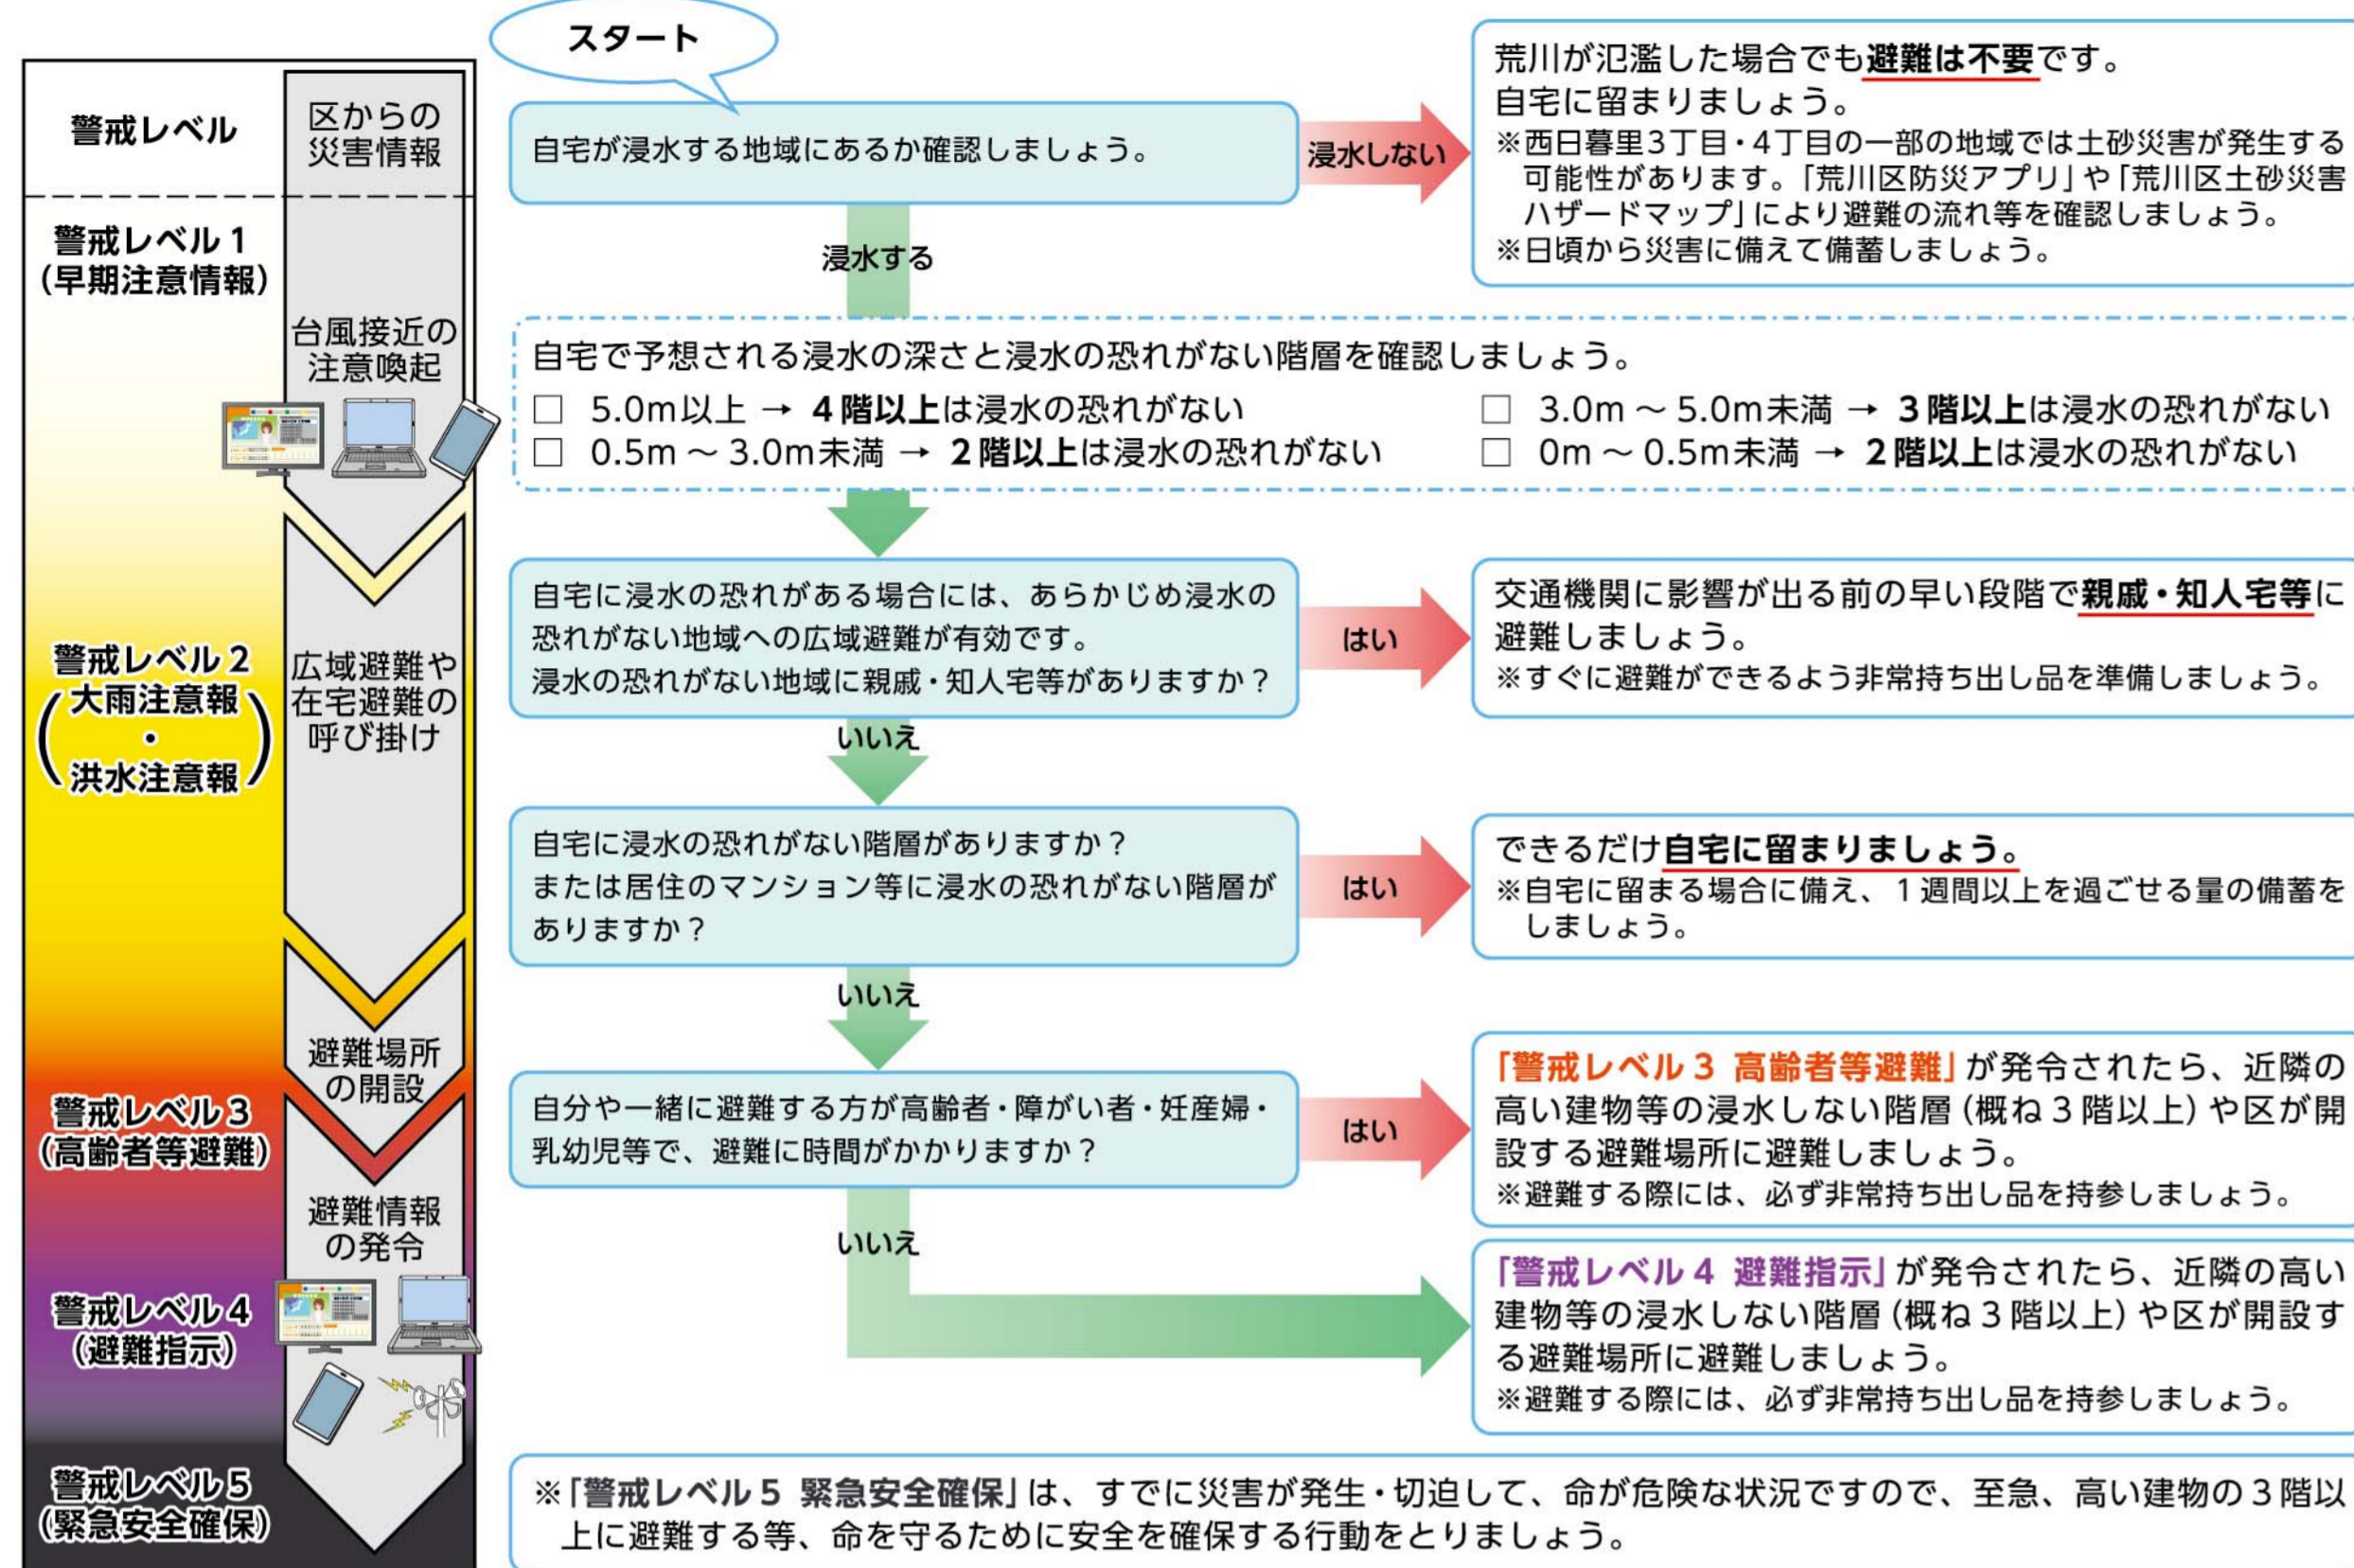 警戒レベル
区からの
災害情報
警戒レベル1
(早期注意情報)
台風接近の
注意喚起
警戒レベル2
(大雨注意報
・
洪水注意報)
広域避難や
在宅避難の
呼び掛け
避難場所
の開設
警戒レベル3
(高齢者等避難)
避難情報
の発令
警戒レベル4
(避難指示)
警戒レベル5
(緊急安全確保)
スタート
自宅が浸水する地域にあるか確認しましょう。
浸水しない
荒川が氾濫した場合でも避難は不要です。
自宅に留まりましょう。
※西日暮里3丁目・4丁目の一部の地域では土砂災害が発生する
可能性があります。「荒川区防災アプリ」や「荒川区土砂災害
ハザードマップ」により避難の流れ等を確認しましょう。
※日頃から災害に備えて備蓄しましょう。
浸水する
自宅で予想される浸水の深さと浸水の恐れがない階層を確認しましょう。
□ 5.0m以上 → 4階以上は浸水の恐れがない
□ 3.0m ～ 5.0m未満 → 3階以上は浸水の恐れがない
□ 0.5m ～ 3.0m未満 → 2階以上は浸水の恐れがない
□ 0m ～ 0.5m未満 → 2階以上は浸水の恐れがない
自宅に浸水の恐れがある場合には、あらかじめ浸水の
恐れがない地域への広域避難が有効です。
浸水の恐れがない地域に親戚・知人宅等がありますか？
はい
交通機関に影響が出る前の早い段階で親戚・知人宅等に
避難しましょう。
※すぐに避難ができるよう非常持ち出し品を準備しましょう。
いいえ
自宅に浸水の恐れがない階層がありますか？
または居住のマンション等に浸水の恐れがない階層が
ありますか？
はい
できるだけ自宅に留まりましょう。
※自宅に留まる場合に備え、1週間以上を過ごせる量の備蓄を
しましょう。
いいえ
自分や一緒に避難する方が高齢者・障がい者・妊産婦・
乳幼児等で、避難に時間がかかりますか？
はい
「警戒レベル3 高齢者等避難」が発令されたら、近隣の
高い建物等の浸水しない階層(概ね3階以上)や区が開
設する避難場所に避難しましょう。
※避難する際には、必ず非常持ち出し品を持参しましょう。
いいえ
「警戒レベル4 避難指示」が発令されたら、近隣の高い
建物等の浸水しない階層(概ね3階以上)や区が開設す
る避難場所に避難しましょう。
※避難する際には、必ず非常持ち出し品を持参しましょう。
※「警戒レベル5 緊急安全確保」は、すでに災害が発生・切迫して、命が危険な状況ですので、至急、高い建物の3階以
上に避難する等、命を守るために安全を確保する行動をとりましょう。